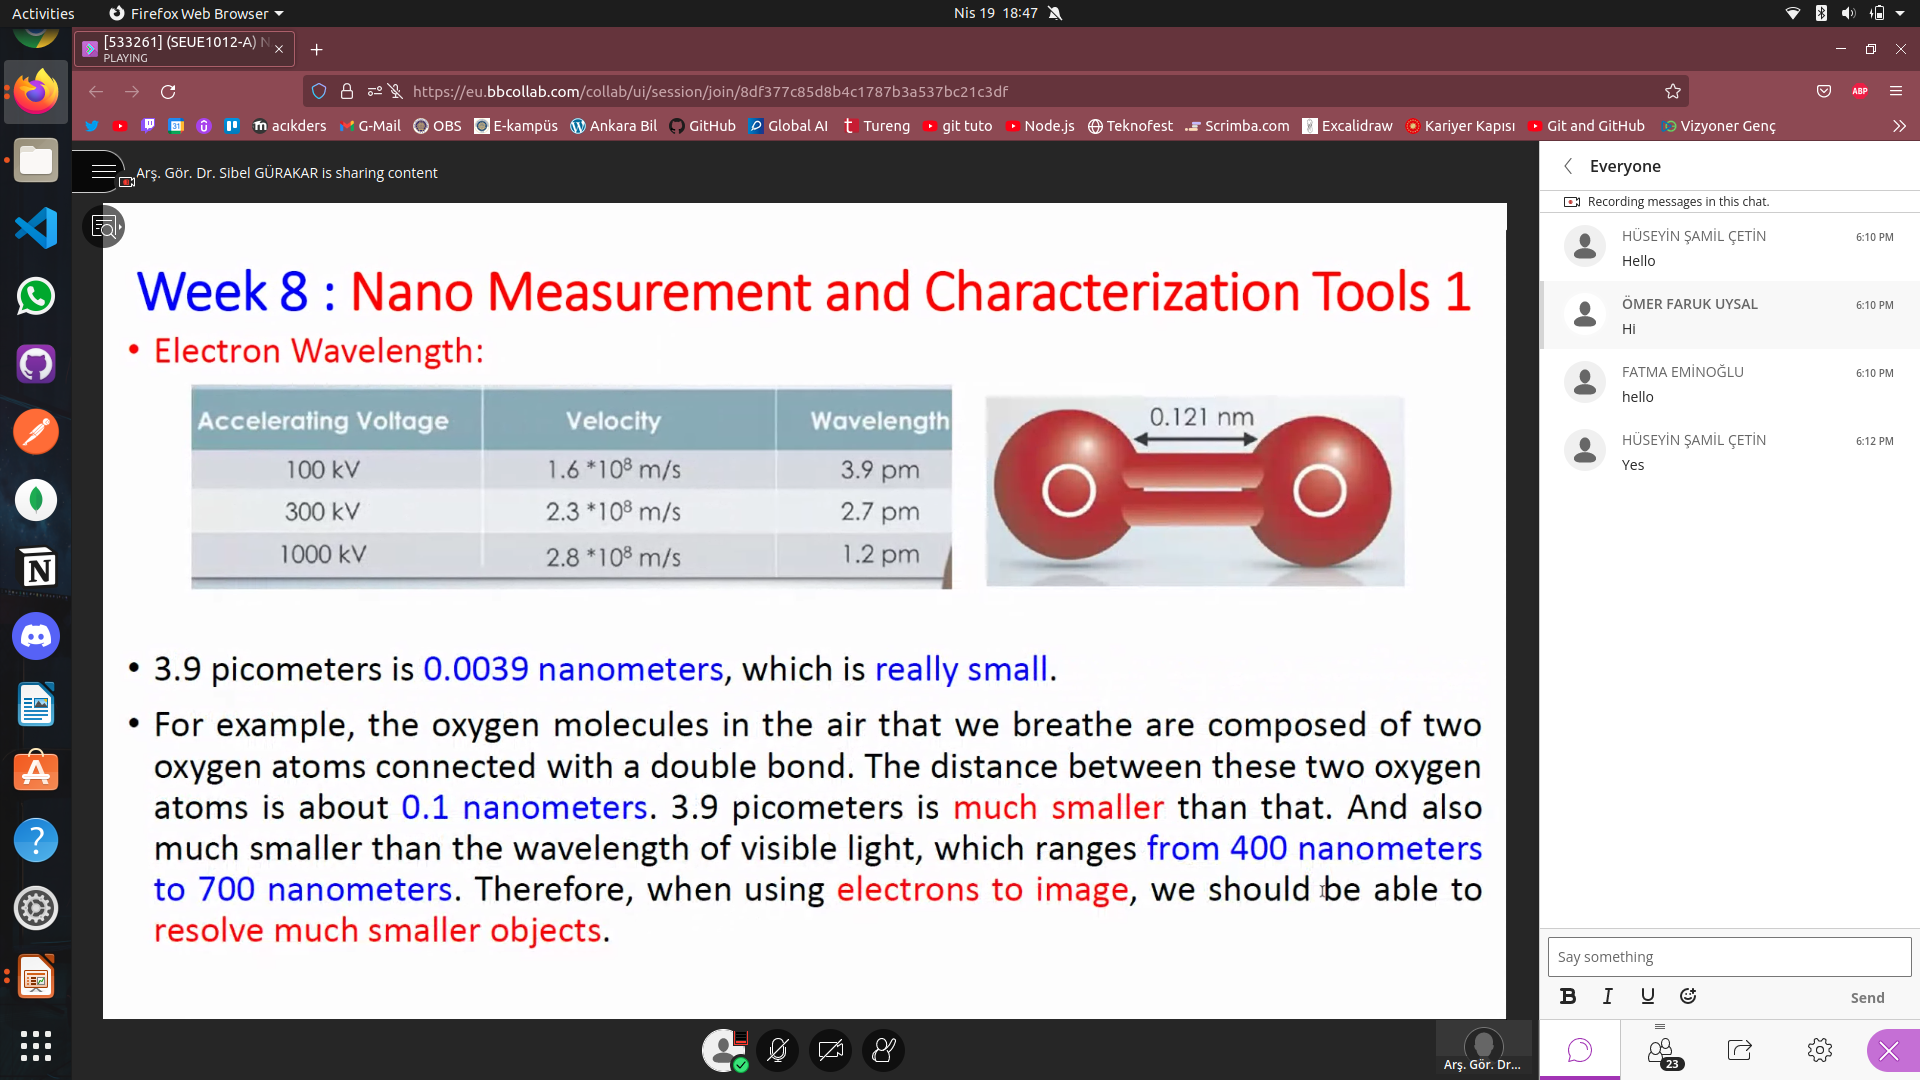 Activities
Firefox Web Browser
Nis 19 18:47
[533261] (SEUE1012-A) N
PLAYING
https://eu.bbcollab.com/collab/ui/session/join/8df377c85d8b4c1787b3a537bc21c3df
ABP
acıkders
G-Mail
OBS
E-kampüs
Ankara Bil
GitHub
Global AI
Tureng
git tuto
Node.js
Teknofest
Scrimba.com
Excalidraw
Kariyer Kapısı
Git and GitHub
Vizyoner Genç
Arş. Gör. Dr. Sibel GÜRAKAR is sharing content
Week 8 : Nano Measurement and Characterization Tools 1
• Electron Wavelength:
Accelerating Voltage Velocity Wavelength
100 kV 1.6 *10⁸ m/s 3.9 pm
300 kV 2.3 *10⁸ m/s 2.7 pm
1000 kV 2.8 *10⁸ m/s 1.2 pm
0.121 nm
O O
• 3.9 picometers is 0.0039 nanometers, which is really small.
• For example, the oxygen molecules in the air that we breathe are composed of two
oxygen atoms connected with a double bond. The distance between these two oxygen
atoms is about 0.1 nanometers. 3.9 picometers is much smaller than that. And also
much smaller than the wavelength of visible light, which ranges from 400 nanometers
to 700 nanometers. Therefore, when using electrons to image, we should be able to
resolve much smaller objects.
Arş. Gör. Dr...
Everyone
Recording messages in this chat.
HÜSEYİN ŞAMİL ÇETİN 6:10 PM
Hello
ÖMER FARUK UYSAL 6:10 PM
Hi
FATMA EMİNOĞLU 6:10 PM
hello
HÜSEYİN ŞAMİL ÇETİN 6:12 PM
Yes
Say something
B I U
Send
23